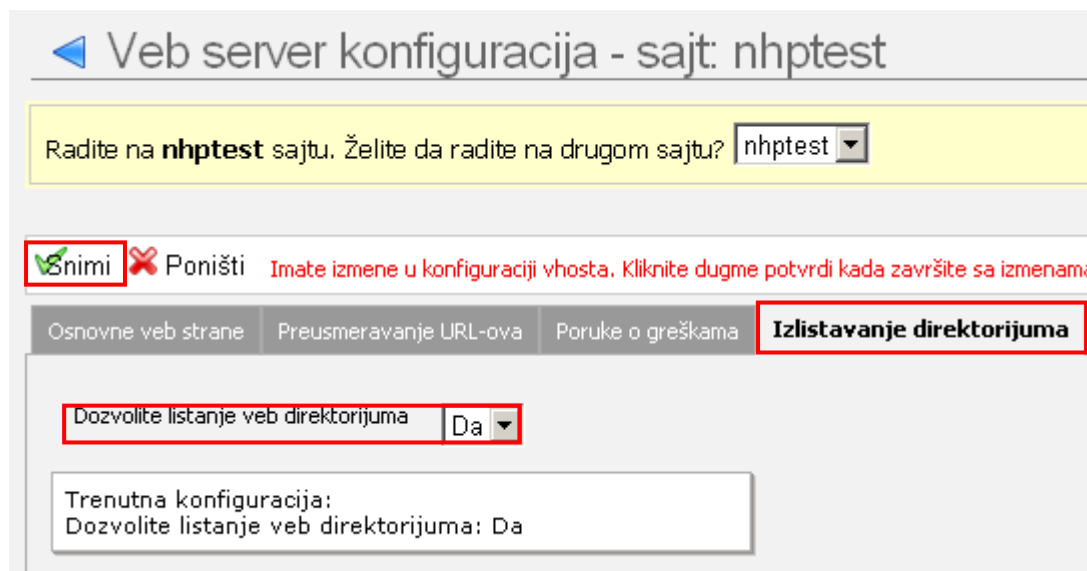 Veb server konfiguracija - sajt: nhptest
Radite na nhptest sajtu. Želite da radite na drugom sajtu? nhptest
Snimi Poništi Imate izmene u konfiguraciji vhosta. Kliknite dugme potvrdi kada završite sa izmenama
Osnovne veb strane Preusmeravanje URL-ova Poruke o greškama Izlistavanje direktorijuma
Dozvolite listanje veb direktorijuma Da
Trenutna konfiguracija:
Dozvolite listanje veb direktorijuma: Da